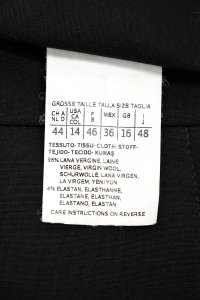 GRÖSSE TAILLE TALLA SIZE TAGLIA
CH A NL D USA CA COL F B MEX GB I J
44 14 46 36 16 48
TESSUTO-TISSU-CLOTH-STOFF-
TEJIDO-TECIDO-KUMAŞ
96% LANA VERGINE, LAINE
VIERGE, VIRGIN WOOL,
SCHURWOLLE, LANA VIRGEN,
LA VIRGEM, YENİ YÜN
4% ELASTAN, ELASTHANNE,
ELASTANE, ELASTHAN,
ELASTANO, ELASTAN
CARE INSTRUCTIONS ON REVERSE